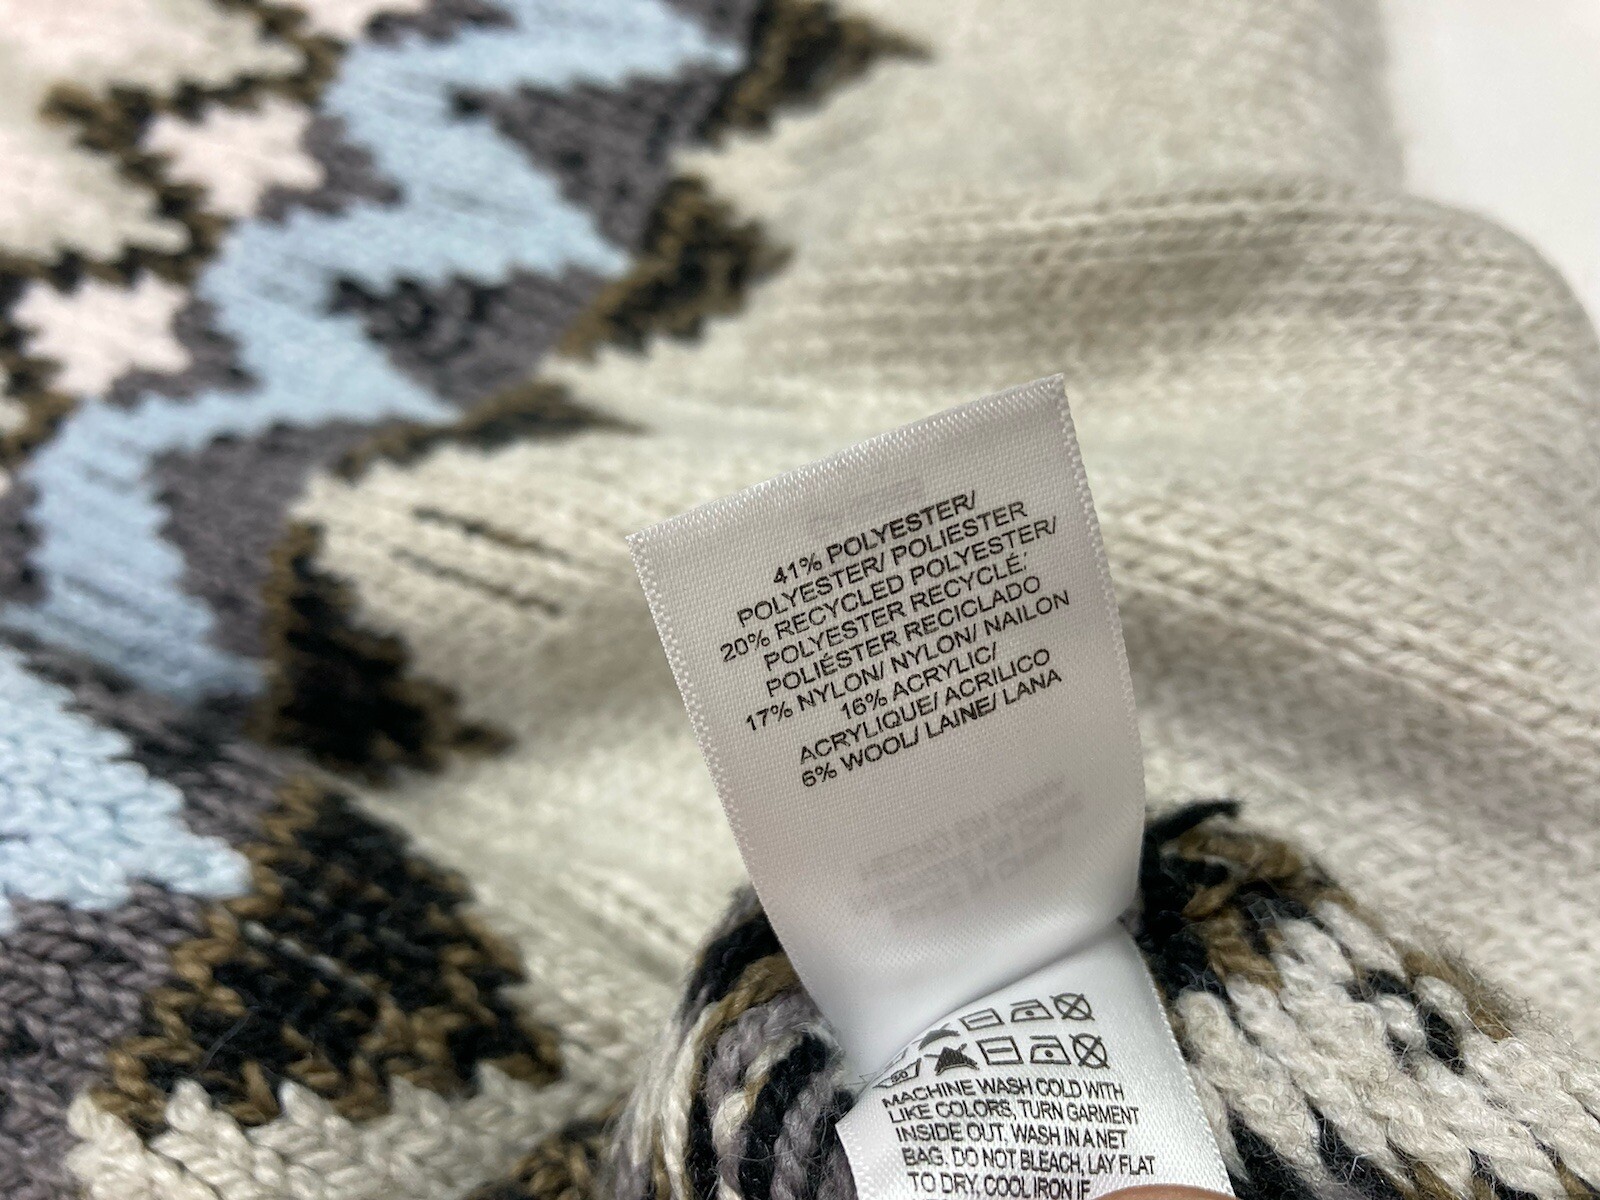 41% POLYESTER/
POLYESTER/ POLIESTER
20% RECYCLED POLYESTER/
POLYESTER RECYCLÉ/
POLIÉSTER RECICLADO
17% NYLON/ NYLON/ NAILON
16% ACRYLIC/
ACRYLIQUE/ ACRILICO
6% WOOL/ LAINE/ LANA
MACHINE WASH COLD WITH
LIKE COLORS, TURN GARMENT
INSIDE OUT. WASH IN A NET
BAG. DO NOT BLEACH, LAY FLAT
TO DRY. COOL IRON IF